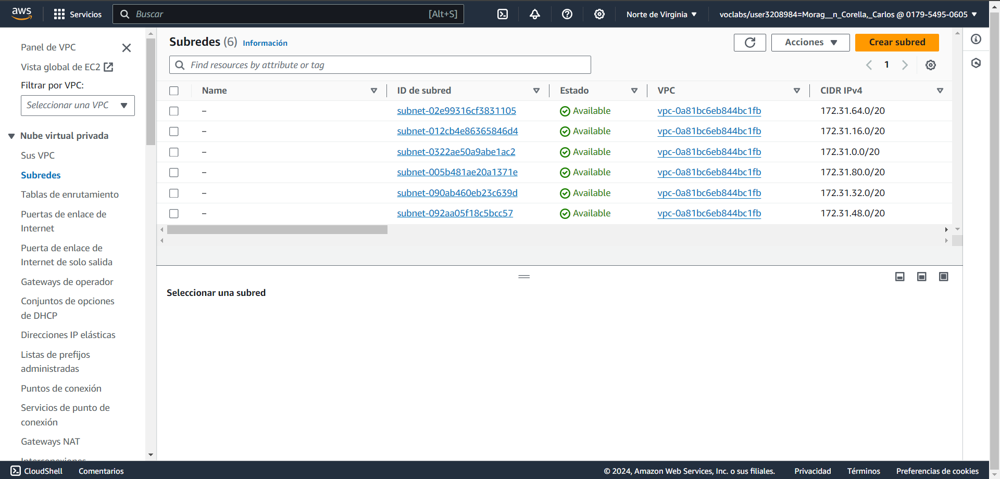 aws
Servicios
Buscar
[Alt+S]
Norte de Virginia
voclabs/user3208984=Morag__n_Corella,_Carlos @ 0179-5495-0605
Panel de VPC
Vista global de EC2
Filtrar por VPC:
Seleccionar una VPC
Nube virtual privada
Sus VPC
Subredes
Tablas de enrutamiento
Puertas de enlace de
Internet
Puerta de enlace de
Internet de solo salida
Gateways de operador
Conjuntos de opciones
de DHCP
Direcciones IP elásticas
Listas de prefijos
administradas
Puntos de conexión
Servicios de punto de
conexión
Gateways NAT
Interconexiones
Subredes (6) Información
Acciones
Crear subred
Find resources by attribute or tag
1
Name ID de subred Estado VPC CIDR IPv4
– subnet-02e99316cf3831105 Available vpc-0a81bc6eb844bc1fb 172.31.64.0/20
– subnet-012cb4e86365846d4 Available vpc-0a81bc6eb844bc1fb 172.31.16.0/20
– subnet-0322ae50a9abe1ac2 Available vpc-0a81bc6eb844bc1fb 172.31.0.0/20
– subnet-005b481ae20a1371e Available vpc-0a81bc6eb844bc1fb 172.31.80.0/20
– subnet-090ab460eb23c639d Available vpc-0a81bc6eb844bc1fb 172.31.32.0/20
– subnet-092aa05f18c5bcc57 Available vpc-0a81bc6eb844bc1fb 172.31.48.0/20
Seleccionar una subred
CloudShell
Comentarios
© 2024, Amazon Web Services, Inc. o sus filiales.
Privacidad
Términos
Preferencias de cookies